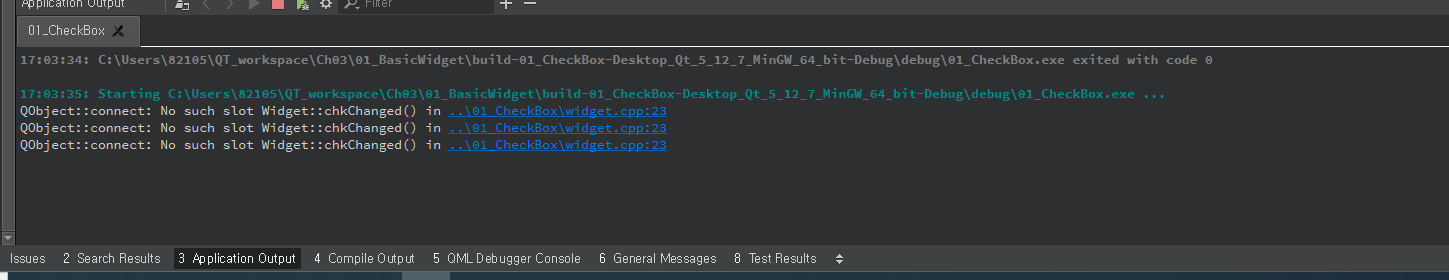 Application Output
Filter
01_CheckBox
17:03:34: C:\Users\82105\QT_workspace\Ch03\01_BasicWidget\build-01_CheckBox-Desktop_Qt_5_12_7_MinGW_64_bit-Debug\debug\01_CheckBox.exe exited with code 0
17:03:35: Starting C:\Users\82105\QT_workspace\Ch03\01_BasicWidget\build-01_CheckBox-Desktop_Qt_5_12_7_MinGW_64_bit-Debug\debug\01_CheckBox.exe ...
QObject::connect: No such slot Widget::chkChanged() in ..\01_CheckBox\widget.cpp:23
QObject::connect: No such slot Widget::chkChanged() in ..\01_CheckBox\widget.cpp:23
QObject::connect: No such slot Widget::chkChanged() in ..\01_CheckBox\widget.cpp:23
Issues 2 Search Results 3 Application Output 4 Compile Output 5 QML Debugger Console 6 General Messages 8 Test Results